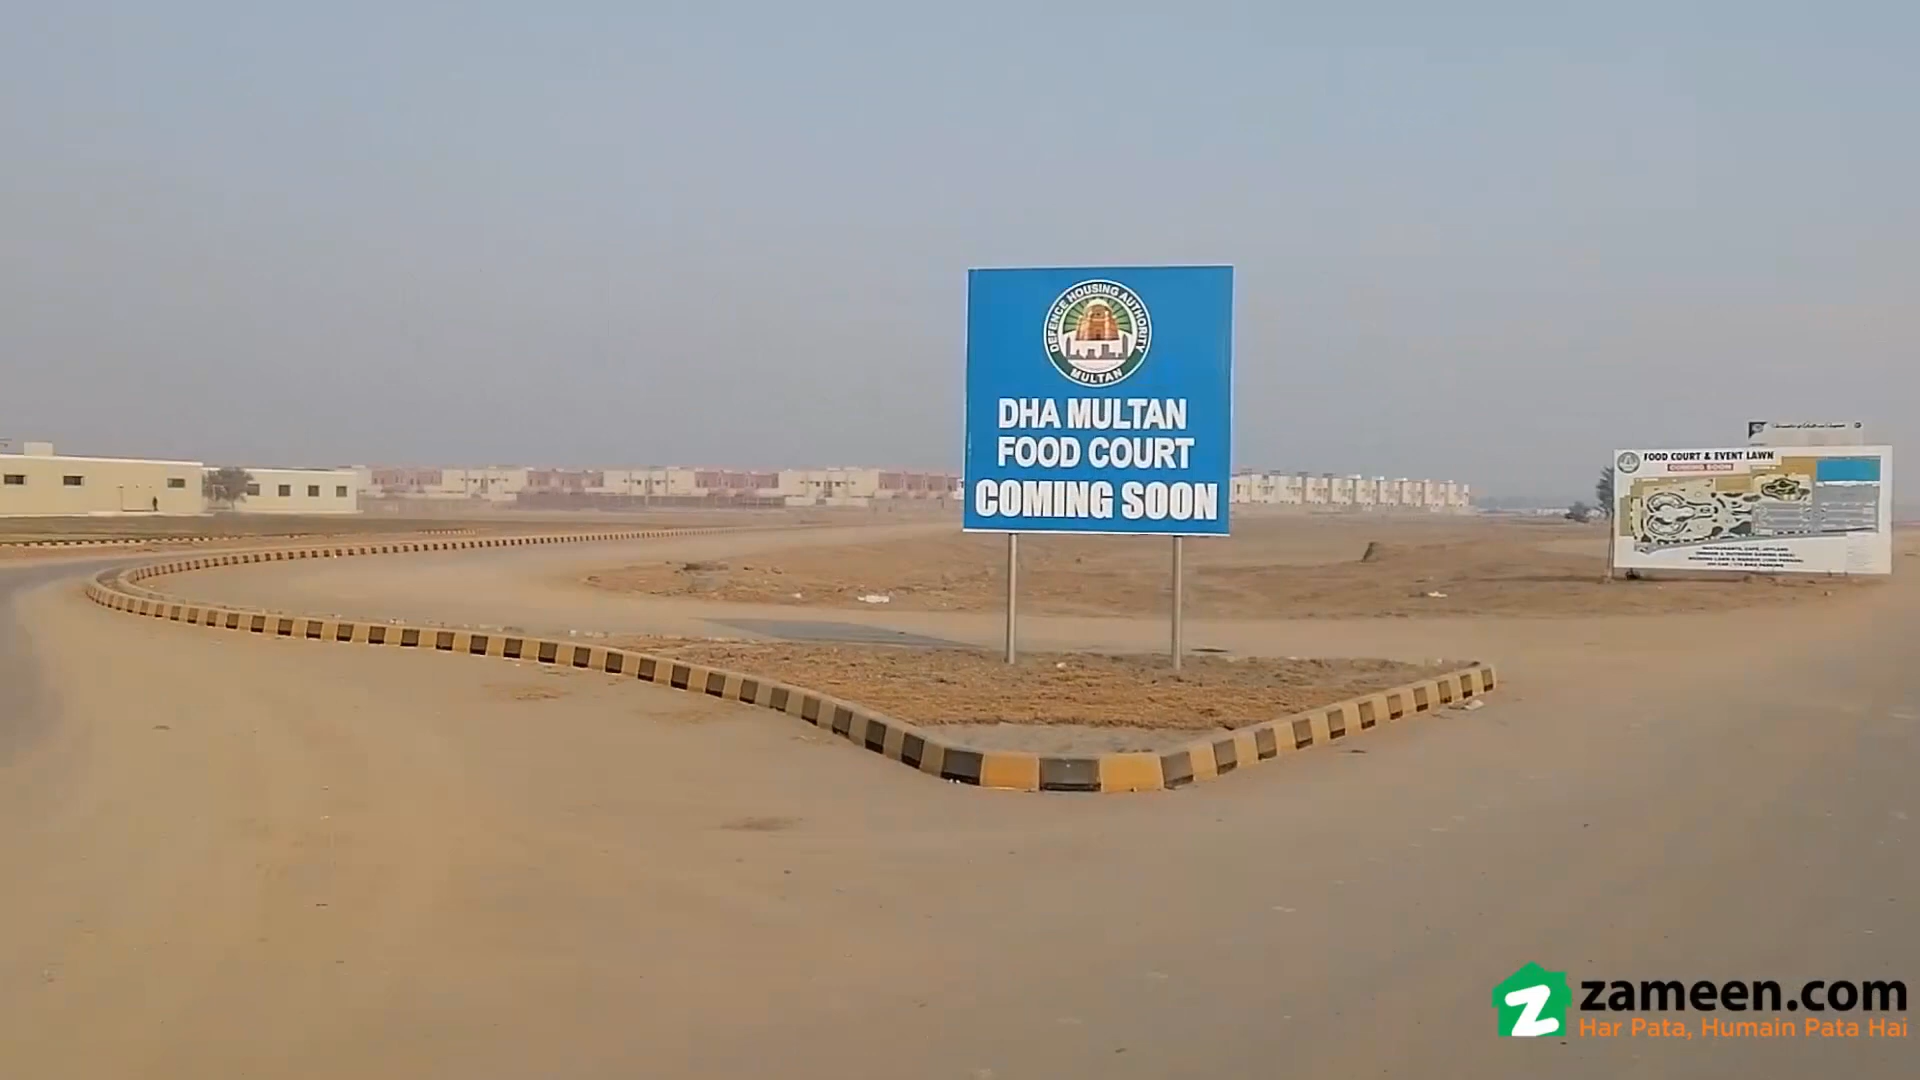 DEFENCE HOUSING AUTHORITY
MULTAN
DHA MULTAN
FOOD COURT
COMING SOON
FOOD COURT & EVENT LAWN
COMING SOON
zameen.com
Har Pata, Humain Pata Hai